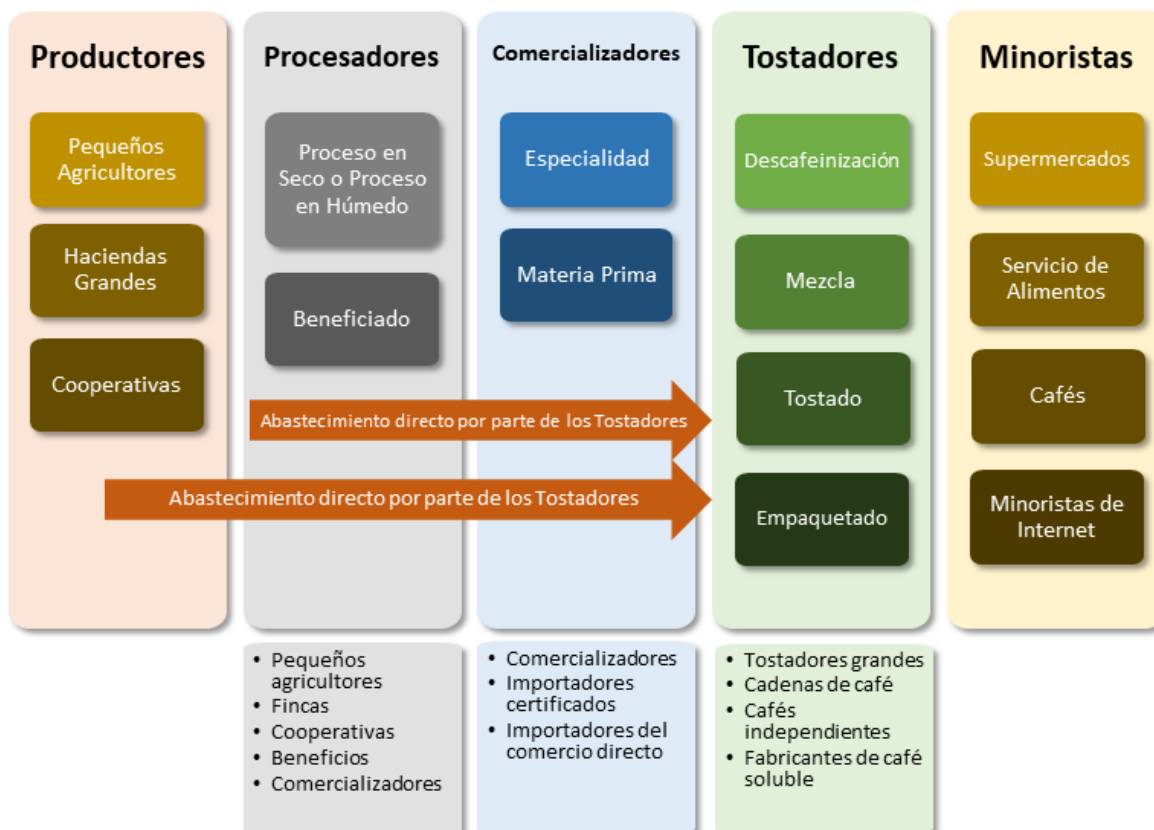 Productores
Pequeños
Agricultores
Haciendas
Grandes
Cooperativas
Procesadores
Proceso en
Seco o Proceso
en Húmedo
Beneficiado
Comercializadores
Especialidad
Materia Prima
Tostadores
Descafeinización
Mezcla
Tostado
Empaquetado
Minoristas
Supermercados
Servicio de
Alimentos
Cafés
Minoristas de
Internet
Abastecimiento directo por parte de los Tostadores
Abastecimiento directo por parte de los Tostadores
• Pequeños
agricultores
• Fincas
• Cooperativas
• Beneficios
• Comercializadores
• Comercializadores
• Importadores
certificados
• Importadores del
comercio directo
• Tostadores grandes
• Cadenas de café
• Cafés
independientes
• Fabricantes de café
soluble